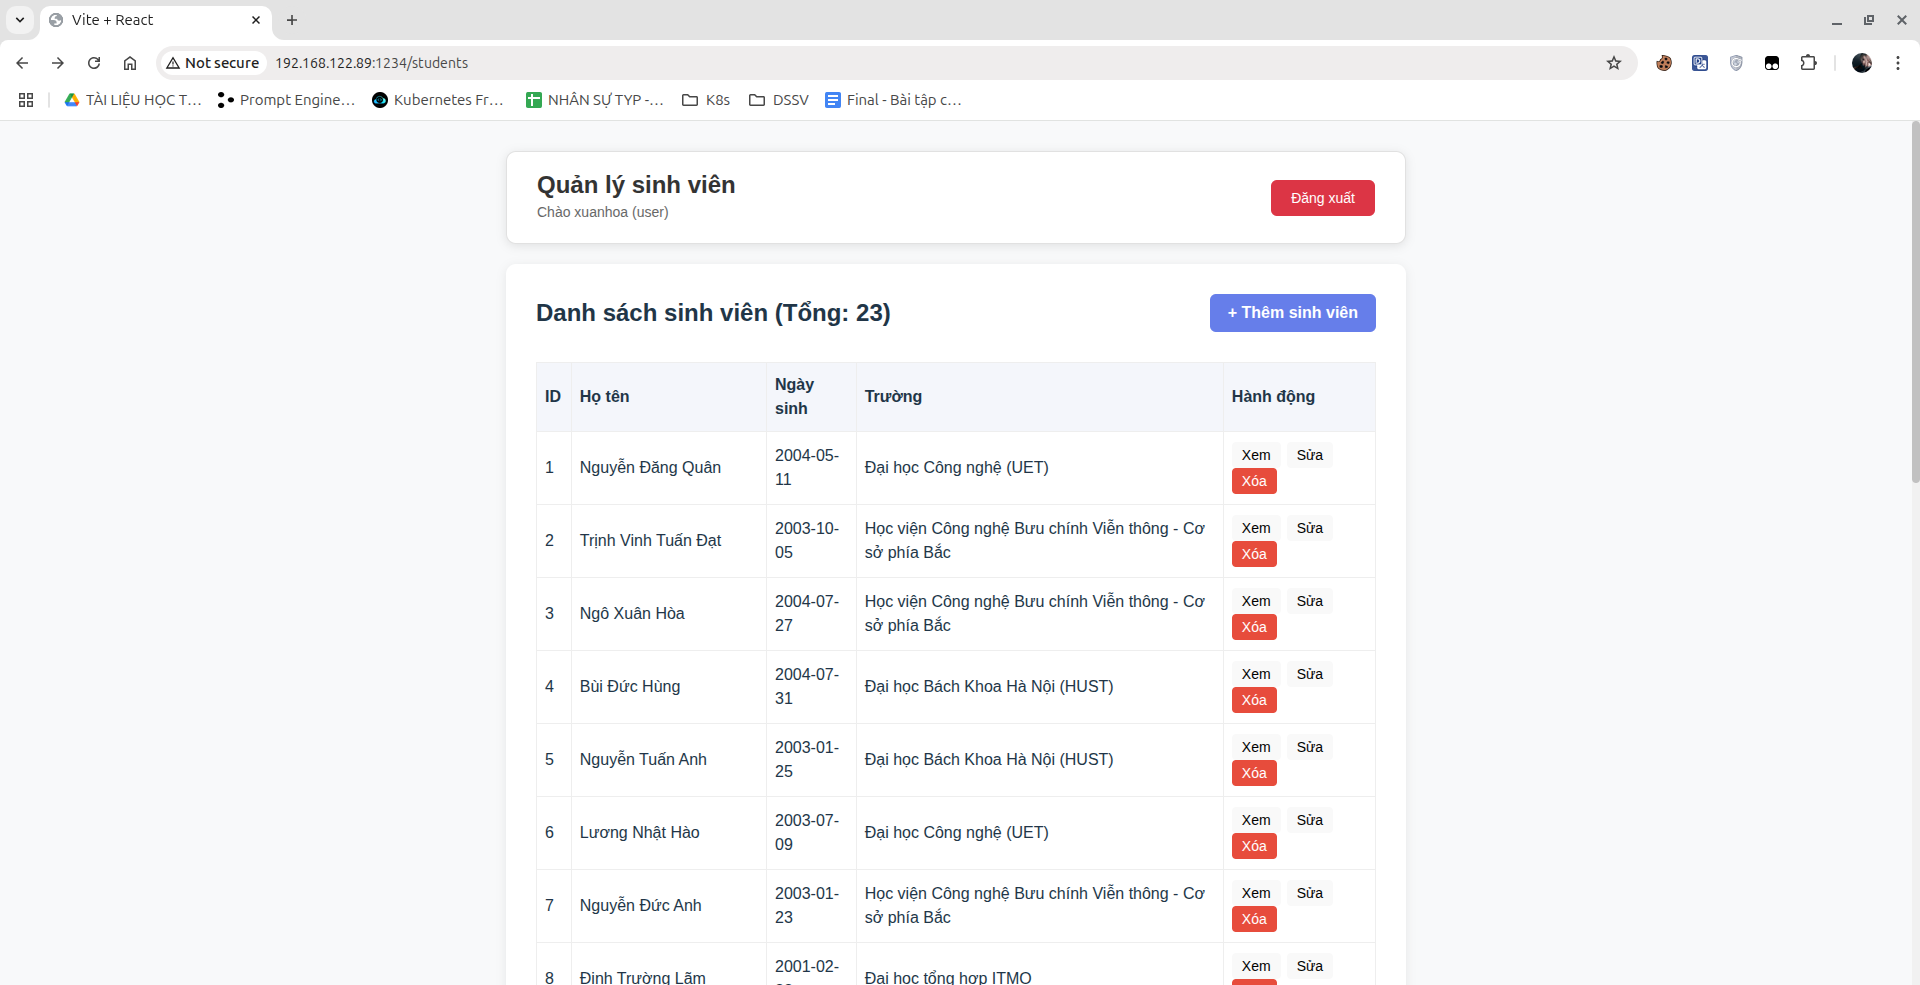 Vite + React
Not secure 192.168.122.89:1234/students
TÀI LIỆU HỌC T... Prompt Engine... Kubernetes Fr... NHÂN SỰ TYP -... K8s DSSV Final - Bài tập c...
Quản lý sinh viên
Chào xuanhoa (user)
Đăng xuất
Danh sách sinh viên (Tổng: 23)
+ Thêm sinh viên
ID Họ tên Ngày sinh Trường Hành động
1 Nguyễn Đăng Quân 2004-05-11 Đại học Công nghệ (UET) Xem Sửa Xóa
2 Trịnh Vinh Tuấn Đạt 2003-10-05 Học viện Công nghệ Bưu chính Viễn thông - Cơ sở phía Bắc Xem Sửa Xóa
3 Ngô Xuân Hòa 2004-07-27 Học viện Công nghệ Bưu chính Viễn thông - Cơ sở phía Bắc Xem Sửa Xóa
4 Bùi Đức Hùng 2004-07-31 Đại học Bách Khoa Hà Nội (HUST) Xem Sửa Xóa
5 Nguyễn Tuấn Anh 2003-01-25 Đại học Bách Khoa Hà Nội (HUST) Xem Sửa Xóa
6 Lương Nhật Hào 2003-07-09 Đại học Công nghệ (UET) Xem Sửa Xóa
7 Nguyễn Đức Anh 2003-01-23 Học viện Công nghệ Bưu chính Viễn thông - Cơ sở phía Bắc Xem Sửa Xóa
8 Đinh Trường Lãm 2001-02- Đại học tổng hợp ITMO Xem Sửa